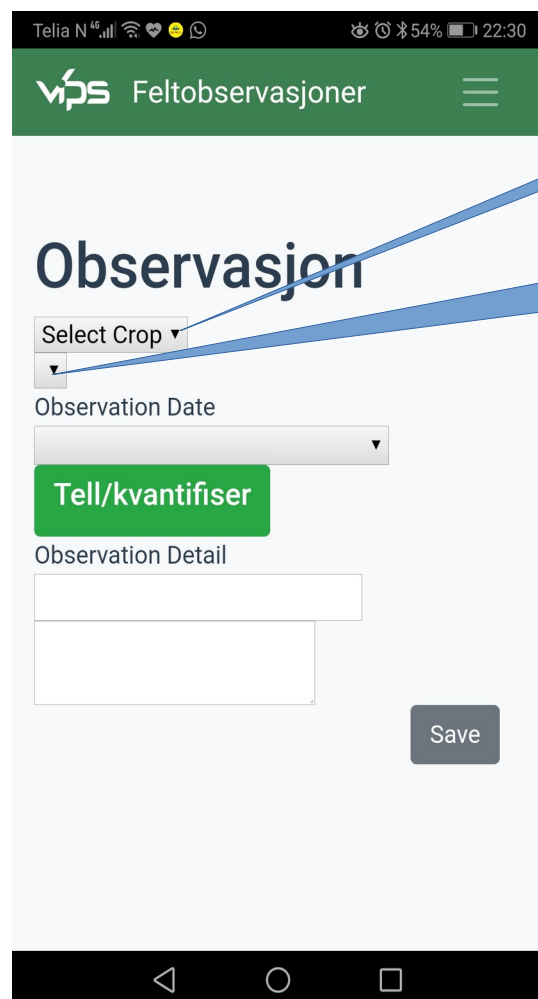 Telia N 4G 54% 22:30
VIPS Feltobservasjoner
Observasjon
Select Crop
Observation Date
Tell/kvantifiser
Observation Detail
Save